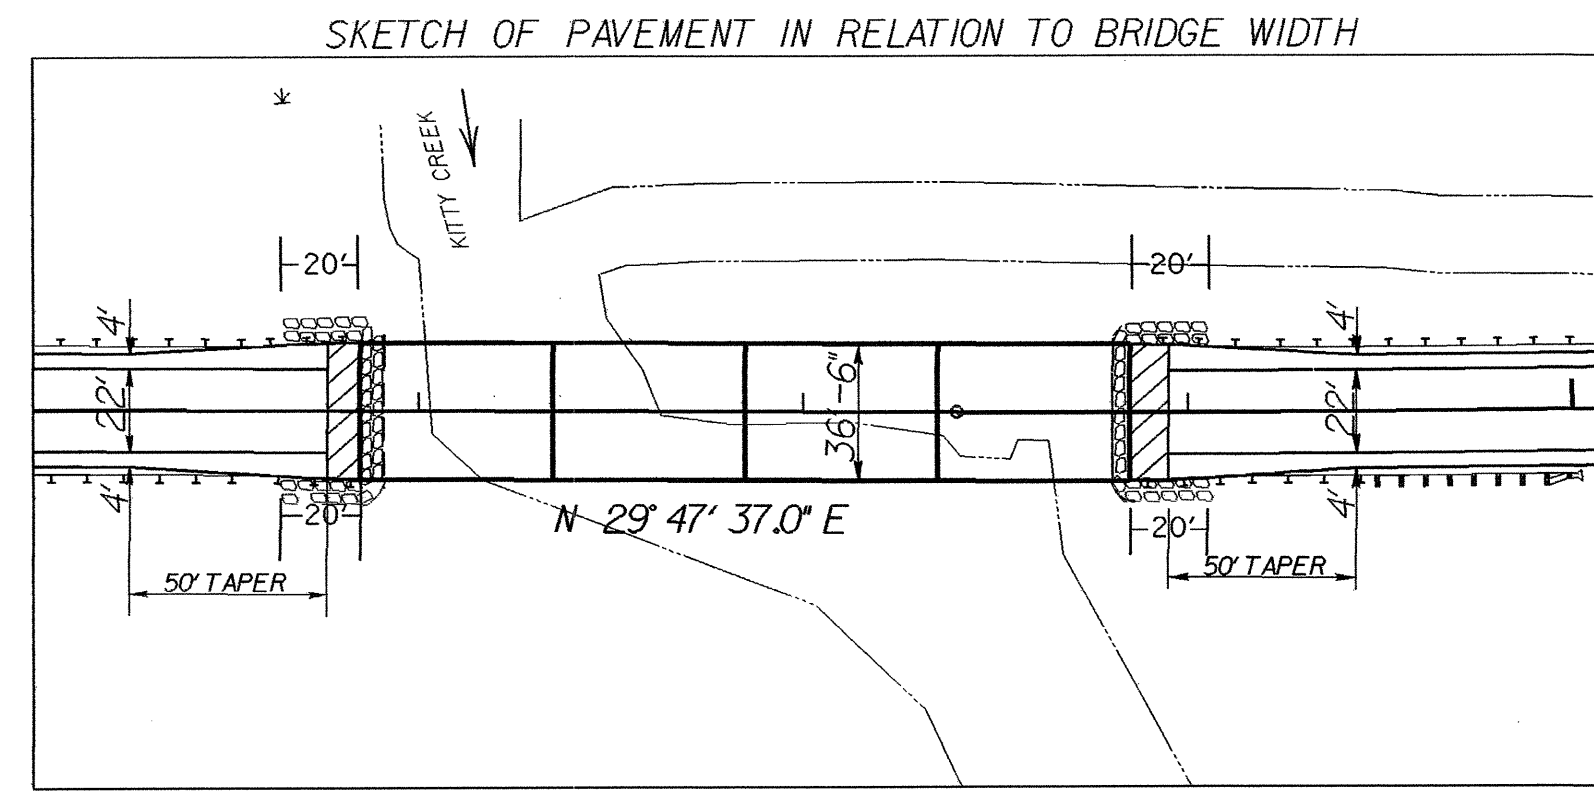 SKETCH OF PAVEMENT IN RELATION TO BRIDGE WIDTH
KITTY CREEK
20'
20'
4'
22'
4'
36'-6"
4'
22'
4'
20'
N 29° 47' 37.0" E
20'
50' TAPER
50' TAPER